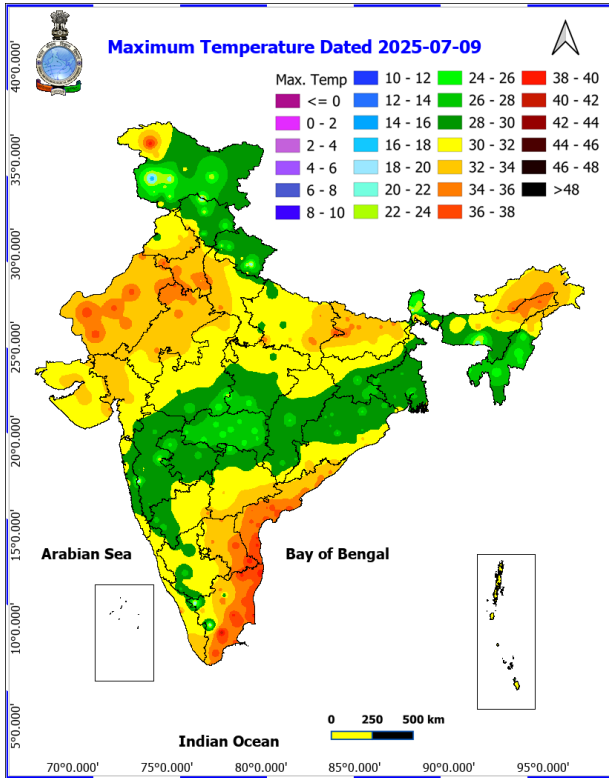 Maximum Temperature Dated 2025-07-09
Max. Temp
<= 0
0 - 2
2 - 4
4 - 6
6 - 8
8 - 10
10 - 12
12 - 14
14 - 16
16 - 18
18 - 20
20 - 22
22 - 24
24 - 26
26 - 28
28 - 30
30 - 32
32 - 34
34 - 36
36 - 38
38 - 40
40 - 42
42 - 44
44 - 46
46 - 48
>48
40°0.000'
35°0.000'
30°0.000'
25°0.000'
20°0.000'
15°0.000'
10°0.000'
5°0.000'
Arabian Sea
Bay of Bengal
Indian Ocean
0 250 500 km
70°0.000' 75°0.000' 80°0.000' 85°0.000' 90°0.000' 95°0.000'